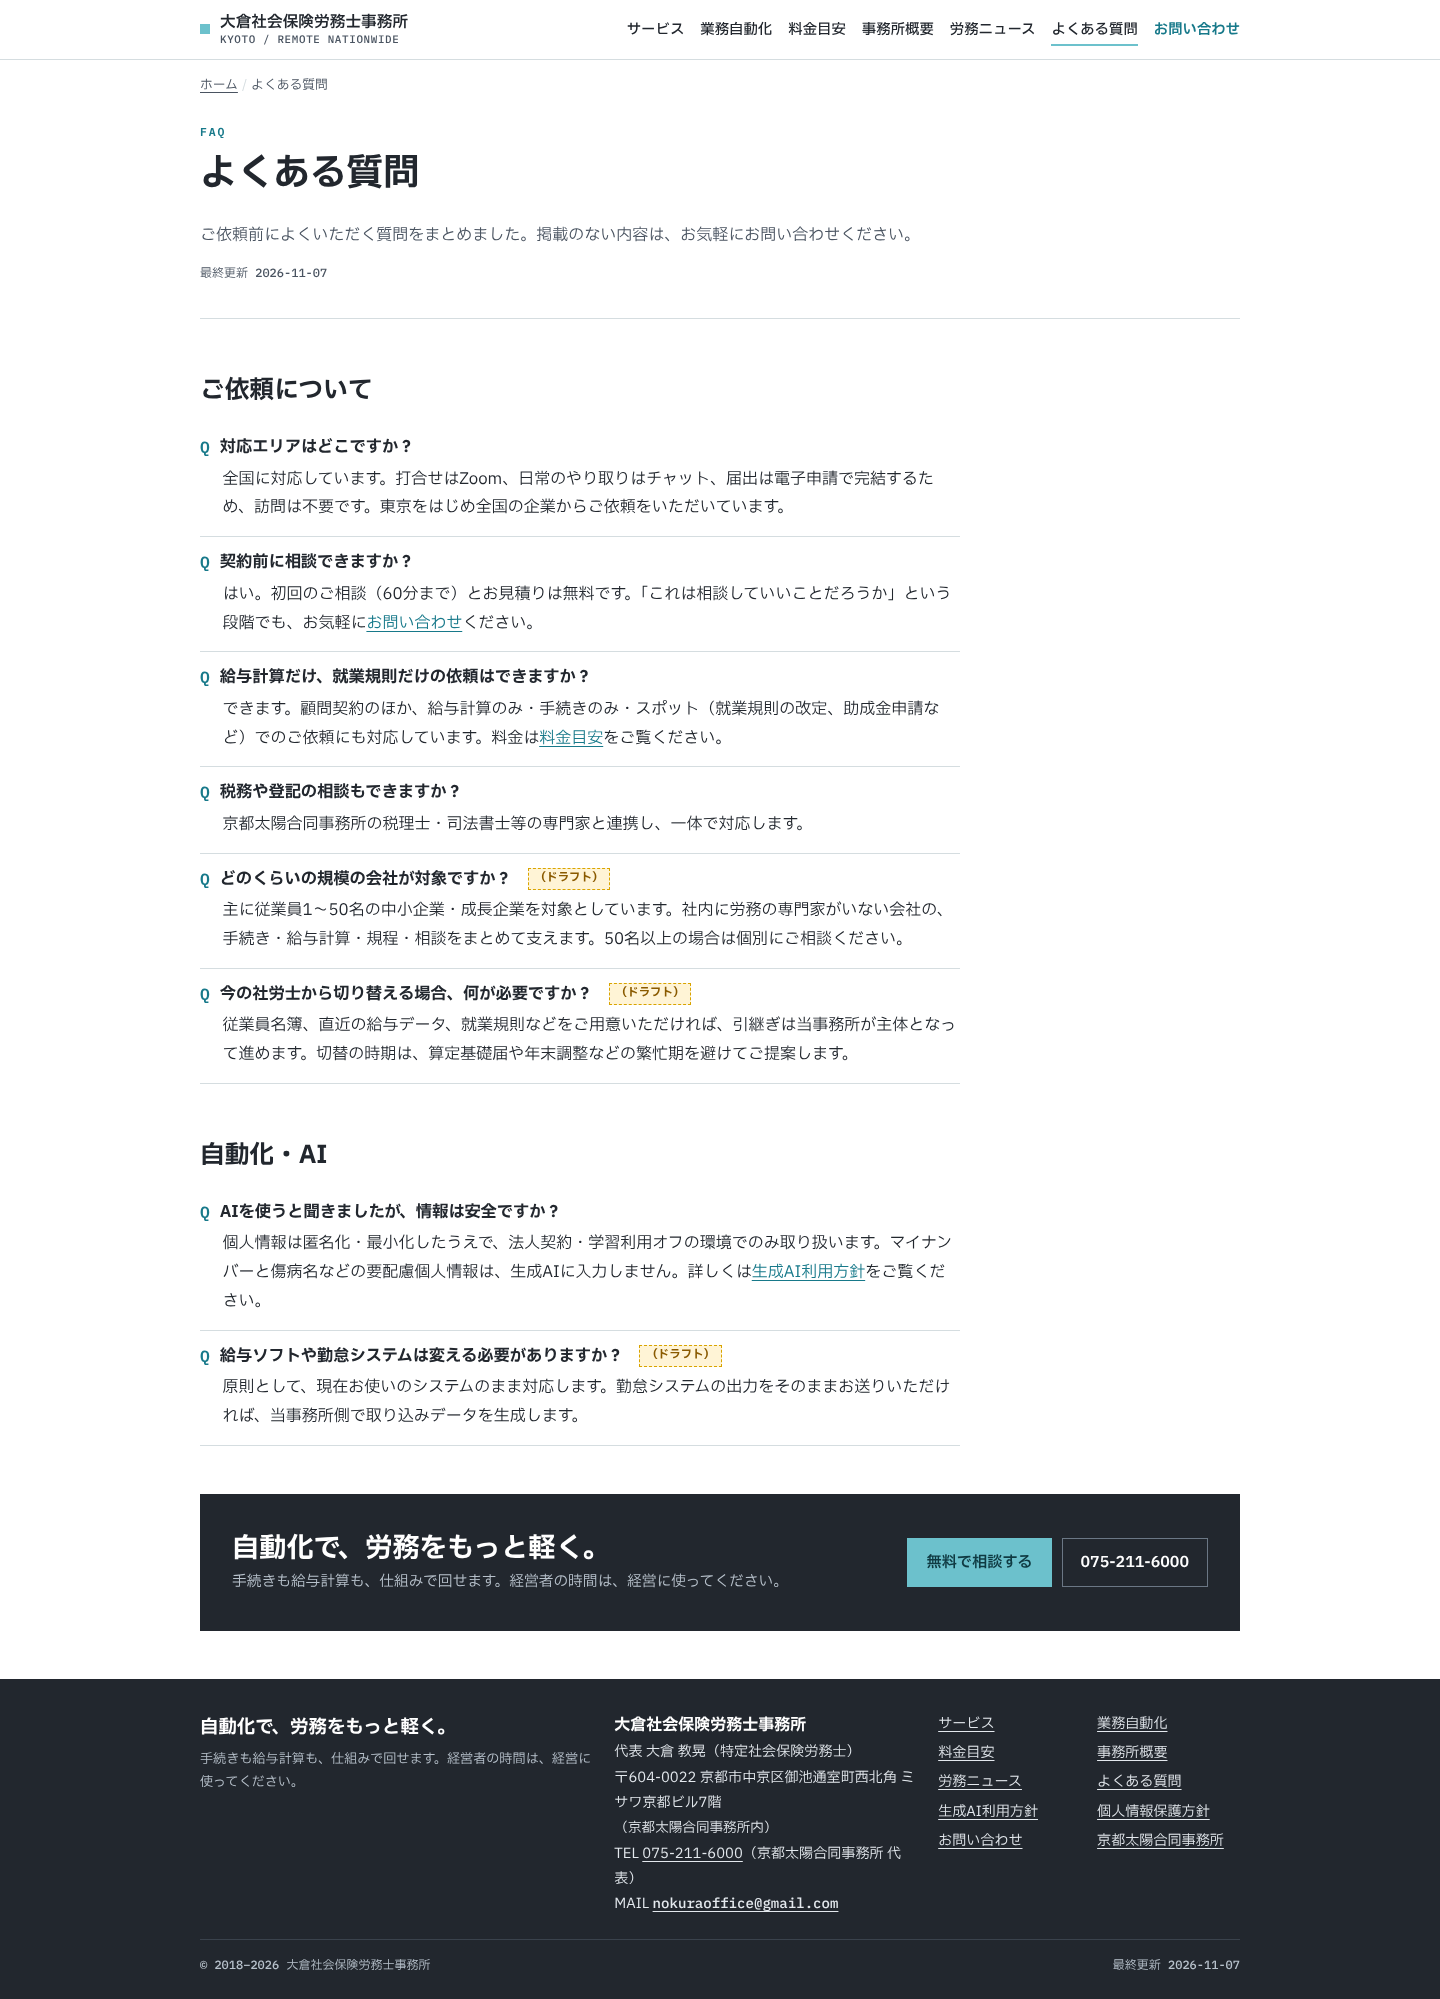 大倉社会保険労務士事務所
KYOTO / REMOTE NATIONWIDE
サービス 業務自動化 料金目安 事務所概要 労務ニュース よくある質問 お問い合わせ
ホーム / よくある質問
FAQ
よくある質問
ご依頼前によくいただく質問をまとめました。掲載のない内容は、お気軽にお問い合わせください。
最終更新 2026-11-07
ご依頼について
Q 対応エリアはどこですか？
全国に対応しています。打合せはZoom、日常のやり取りはチャット、届出は電子申請で完結するた
め、訪問は不要です。東京をはじめ全国の企業からご依頼をいただいています。
Q 契約前に相談できますか？
はい。初回のご相談（60分まで）とお見積りは無料です。「これは相談していいことだろうか」という
段階でも、お気軽にお問い合わせください。
Q 給与計算だけ、就業規則だけの依頼はできますか？
できます。顧問契約のほか、給与計算のみ・手続きのみ・スポット（就業規則の改定、助成金申請な
ど）でのご依頼にも対応しています。料金は料金目安をご覧ください。
Q 税務や登記の相談もできますか？
京都太陽合同事務所の税理士・司法書士等の専門家と連携し、一体で対応します。
Q どのくらいの規模の会社が対象ですか？ （ドラフト）
主に従業員1〜50名の中小企業・成長企業を対象としています。社内に労務の専門家がいない会社の、
手続き・給与計算・規程・相談をまとめて支えます。50名以上の場合は個別にご相談ください。
Q 今の社労士から切り替える場合、何が必要ですか？ （ドラフト）
従業員名簿、直近の給与データ、就業規則などをご用意いただければ、引継ぎは当事務所が主体となっ
て進めます。切替の時期は、算定基礎届や年末調整などの繁忙期を避けてご提案します。
自動化・AI
Q AIを使うと聞きましたが、情報は安全ですか？
個人情報は匿名化・最小化したうえで、法人契約・学習利用オフの環境でのみ取り扱います。マイナン
バーと傷病名などの要配慮個人情報は、生成AIに入力しません。詳しくは生成AI利用方針をご覧くだ
さい。
Q 給与ソフトや勤怠システムは変える必要がありますか？ （ドラフト）
原則として、現在お使いのシステムのまま対応します。勤怠システムの出力をそのままお送りいただけ
れば、当事務所側で取り込みデータを生成します。
自動化で、労務をもっと軽く。
手続きも給与計算も、仕組みで回せます。経営者の時間は、経営に使ってください。
無料で相談する 075-211-6000
自動化で、労務をもっと軽く。
手続きも給与計算も、仕組みで回せます。経営者の時間は、経営に
使ってください。
大倉社会保険労務士事務所
代表 大倉 教晃（特定社会保険労務士）
〒604-0022 京都市中京区御池通室町西北角 ミ
サワ京都ビル7階
（京都太陽合同事務所内）
TEL 075-211-6000（京都太陽合同事務所 代
表）
MAIL nokuraoffice@gmail.com
サービス 業務自動化
料金目安 事務所概要
労務ニュース よくある質問
生成AI利用方針 個人情報保護方針
お問い合わせ 京都太陽合同事務所
© 2018–2026 大倉社会保険労務士事務所
最終更新 2026-11-07